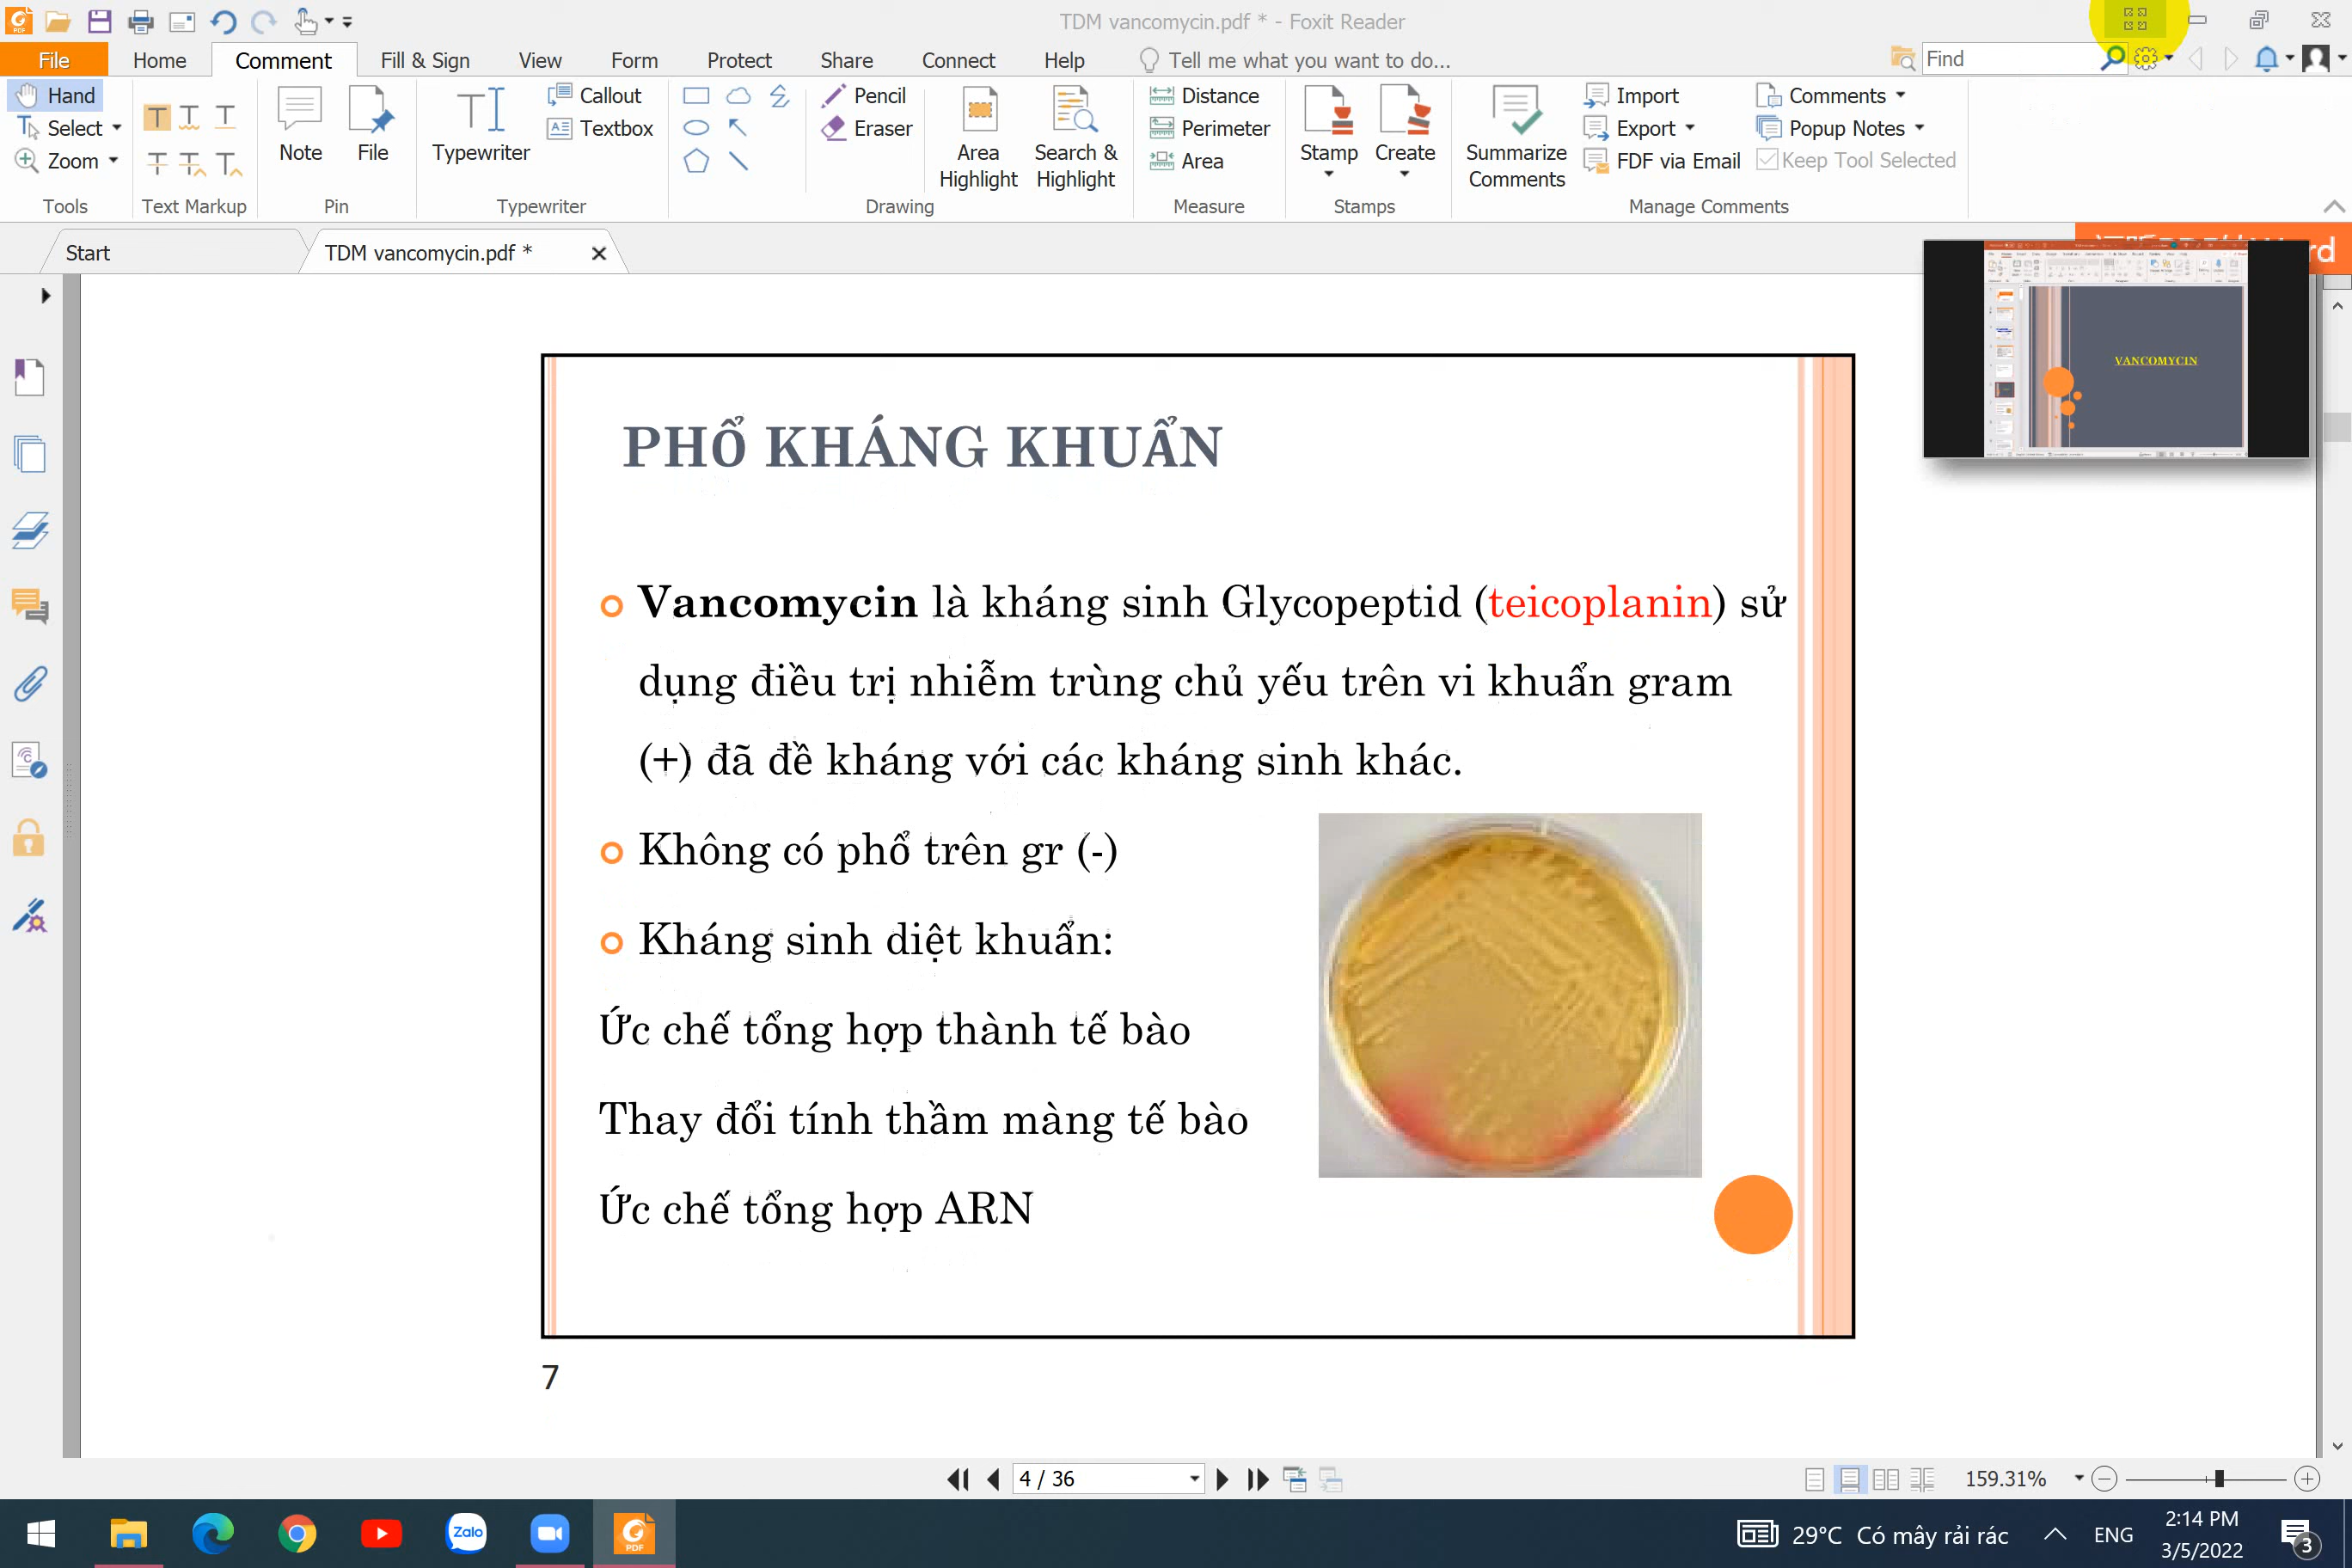 TDM vancomycin.pdf * - Foxit Reader
File Home Comment Fill & Sign View Form Protect Share Connect Help Tell me what you want to do... Find
Hand
Select
Zoom
Tools
Text Markup
Note File
Pin
Typewriter
Callout
Textbox
Typewriter
Pencil
Eraser
Area Highlight
Search & Highlight
Drawing
Distance
Perimeter
Area
Measure
Stamp Create
Stamps
Summarize Comments
Import
Export
FDF via Email
Comments
Popup Notes
Keep Tool Selected
Manage Comments
Start TDM vancomycin.pdf *
rd
VANCOMYCIN
PHỔ KHÁNG KHUẨN
Vancomycin là kháng sinh Glycopeptid (teicoplanin) sử
dụng điều trị nhiễm trùng chủ yếu trên vi khuẩn gram
(+) đã đề kháng với các kháng sinh khác.
Không có phổ trên gr (-)
Kháng sinh diệt khuẩn:
Ức chế tổng hợp thành tế bào
Thay đổi tính thầm màng tế bào
Ức chế tổng hợp ARN
7
4 / 36
159.31%
Zalo
PDF
29°C Có mây rải rác
ENG
2:14 PM
3/5/2022
3